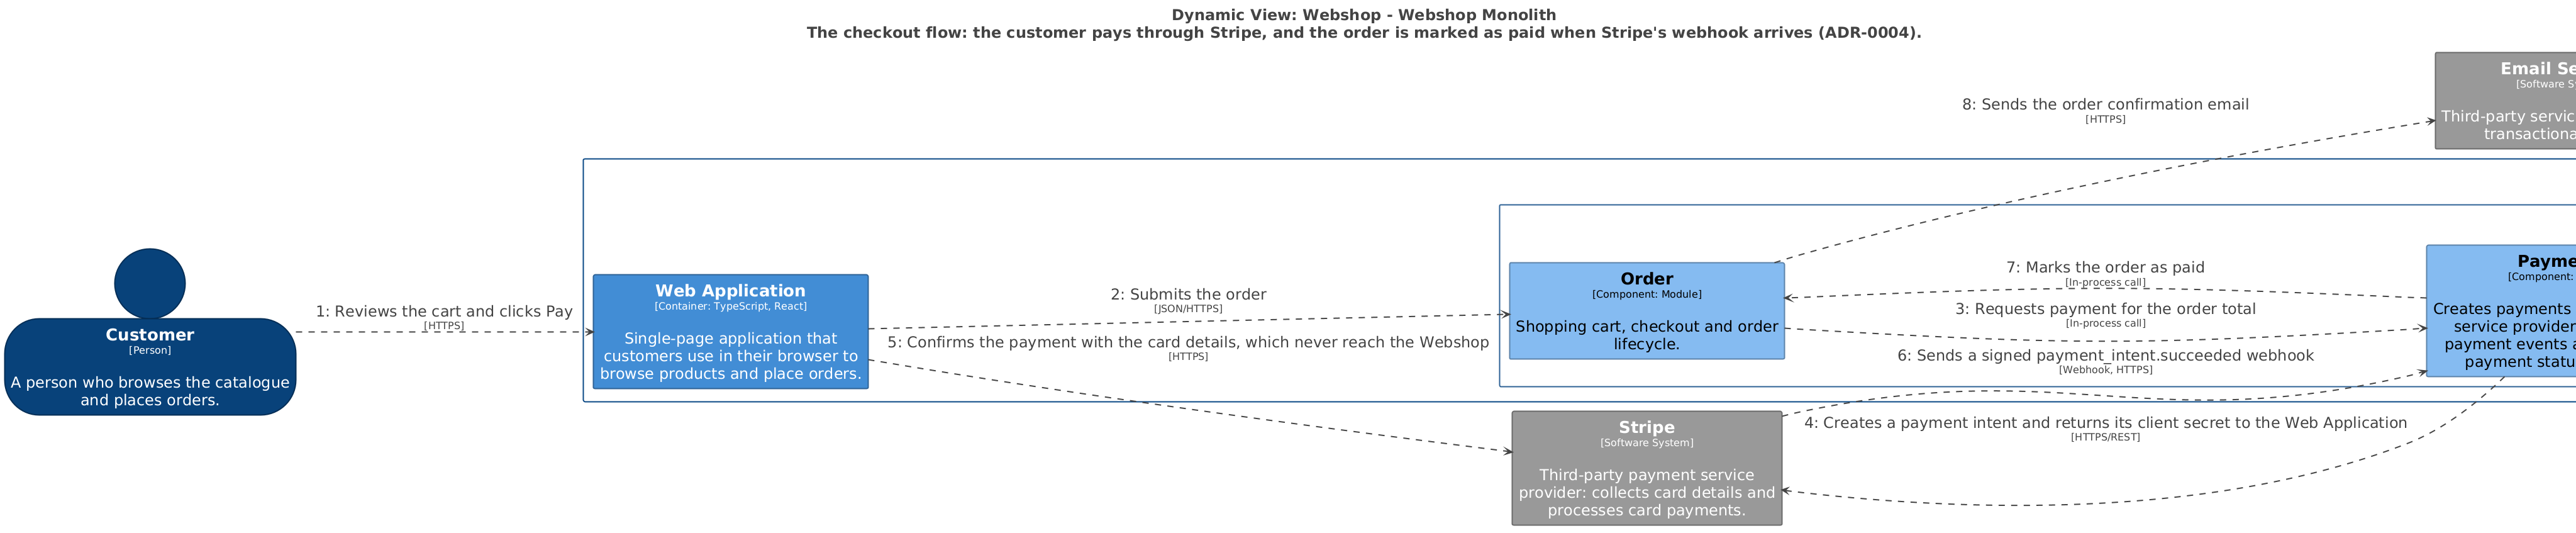 Dynamic View: Webshop - Webshop Monolith
The checkout flow: the customer pays through Stripe, and the order is marked as paid when Stripe's webhook arrives (ADR-0004).
Email
[Software
Third-party
transactional
8: Sends the order confirmation email
[HTTPS]
Customer
[Person]
A person who browses the catalogue
and places orders.
1: Reviews the cart and clicks Pay
[HTTPS]
Web Application
[Container: TypeScript, React]
Single-page application that
customers use in their browser to
browse products and place orders.
2: Submits the order
[JSON/HTTPS]
5: Confirms the payment with the card details, which never reach the Webshop
[HTTPS]
Order
[Component: Module]
Shopping cart, checkout and order
lifecycle.
7: Marks the order as paid
[In-process call]
3: Requests payment for the order total
[In-process call]
6: Sends a signed payment_intent.succeeded webhook
[Webhook, HTTPS]
[Component:
Creates payments
service provider
payment events
payment
Stripe
[Software System]
Third-party payment service
provider: collects card details and
processes card payments.
4: Creates a payment intent and returns its client secret to the Web Application
[HTTPS/REST]